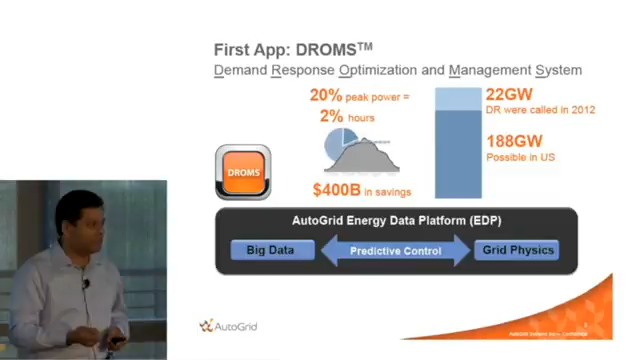 First App: DROMS™
Demand Response Optimization and Management System
20% peak power =
2% hours
22GW
DR were called in 2012
188GW
Possible in US
DROMS
$400B in savings
AutoGrid Energy Data Platform (EDP)
Big Data
Predictive Control
Grid Physics
AutoGrid